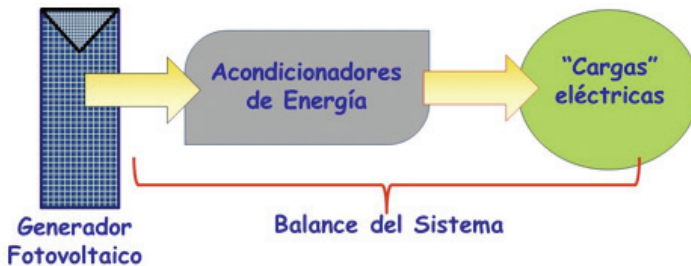 Acondicionadores
de Energía
“Cargas”
eléctricas
Generador
Fotovoltaico
Balance del Sistema